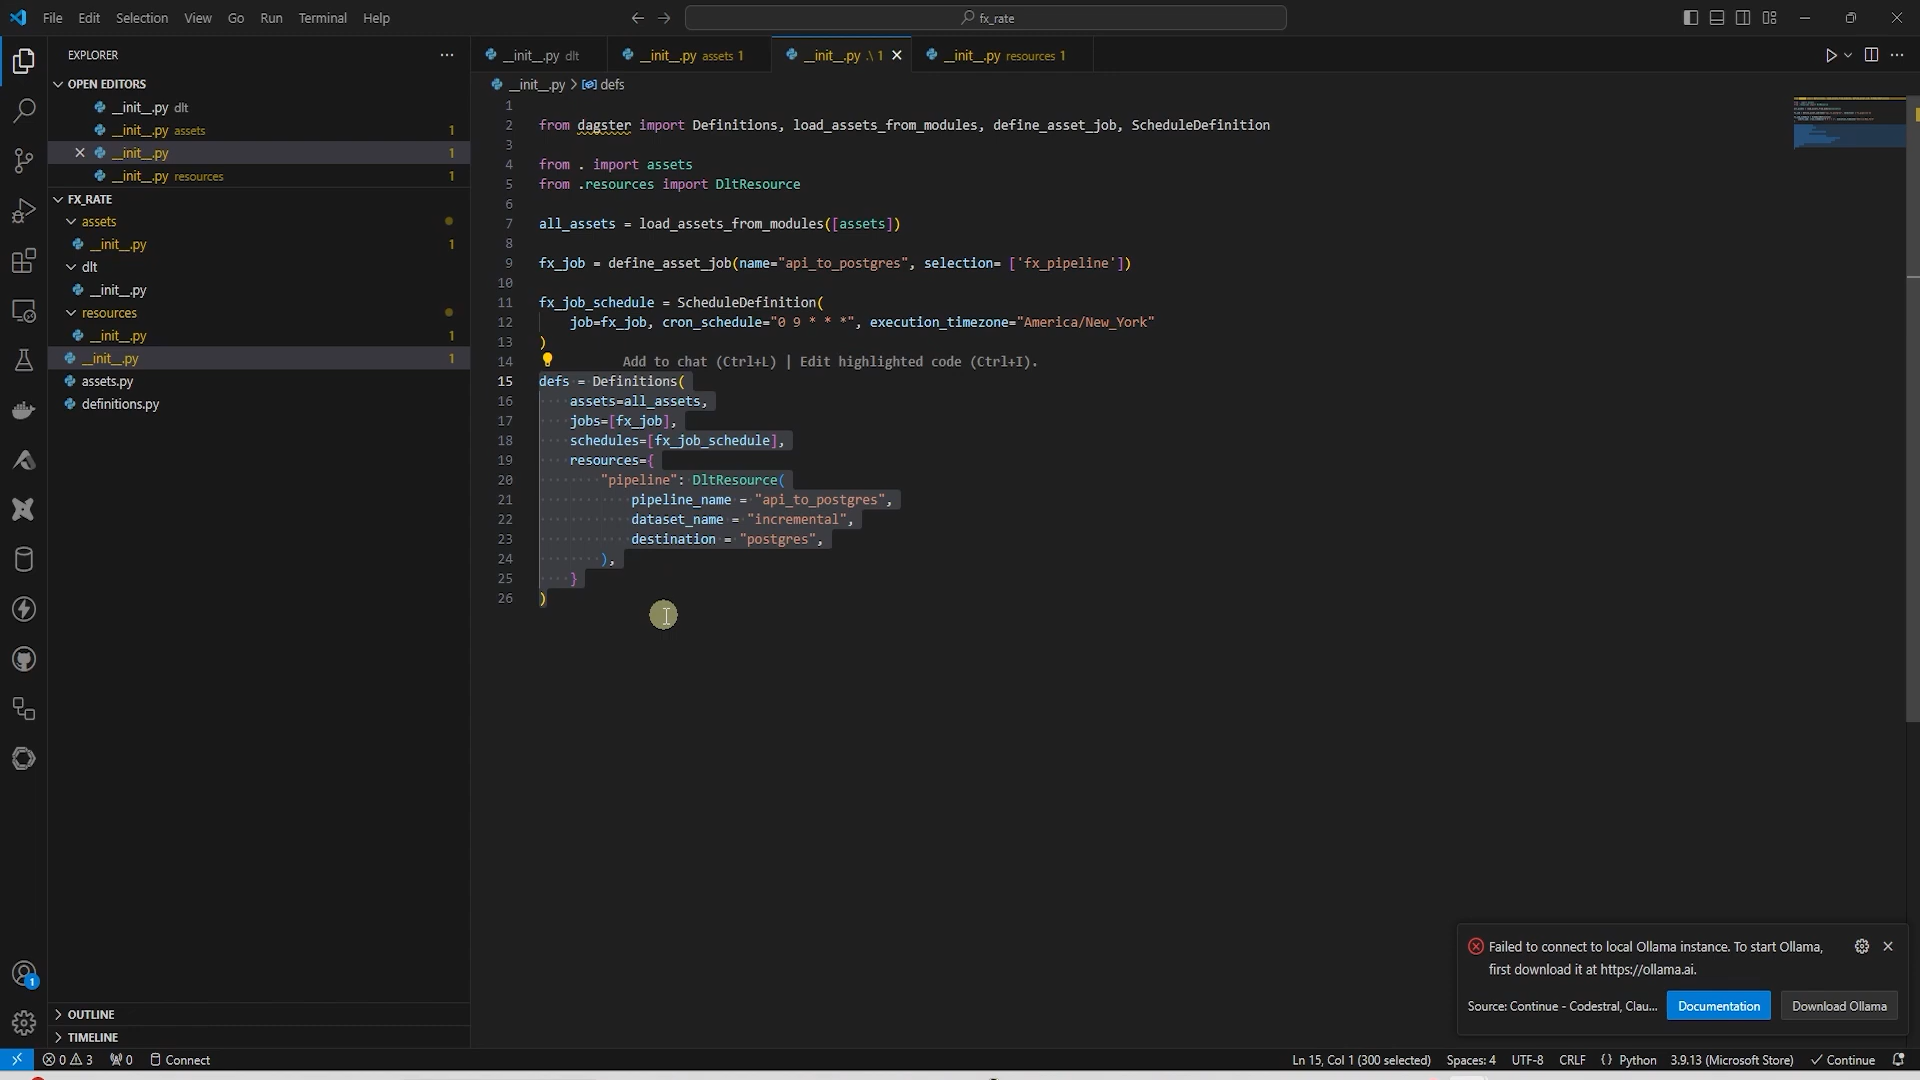 File Edit Selection View Go Run Terminal Help
fx_rate
EXPLORER
OPEN EDITORS
__init__.py dlt
__init__.py assets 1
__init__.py 1
__init__.py resources 1
FX_RATE
assets
__init__.py 1
dlt
__init__.py
resources
__init__.py 1
__init__.py 1
assets.py
definitions.py
OUTLINE
TIMELINE
__init__.py dlt __init__.py assets 1 __init__.py .\ 1 __init__.py resources 1
__init__.py > defs
1
2 from dagster import Definitions, load_assets_from_modules, define_asset_job, ScheduleDefinition
3
4 from . import assets
5 from .resources import DltResource
6
7 all_assets = load_assets_from_modules([assets])
8
9 fx_job = define_asset_job(name="api_to_postgres", selection= ['fx_pipeline'])
10
11 fx_job_schedule = ScheduleDefinition(
12 job=fx_job, cron_schedule="0 9 * * *", execution_timezone="America/New_York"
13 )
14 Add to chat (Ctrl+L) | Edit highlighted code (Ctrl+I).
15 defs = Definitions(
16 assets=all_assets,
17 jobs=[fx_job],
18 schedules=[fx_job_schedule],
19 resources={
20 "pipeline": DltResource(
21 pipeline_name = "api_to_postgres",
22 dataset_name = "incremental",
23 destination = "postgres",
24 ),
25 }
26 )
Failed to connect to local Ollama instance. To start Ollama,
first download it at https://ollama.ai.
Source: Continue - Codestral, Clau... Documentation Download Ollama
1
0 3 0 Connect Ln 15, Col 1 (300 selected) Spaces: 4 UTF-8 CRLF {} Python 3.9.13 (Microsoft Store) Continue